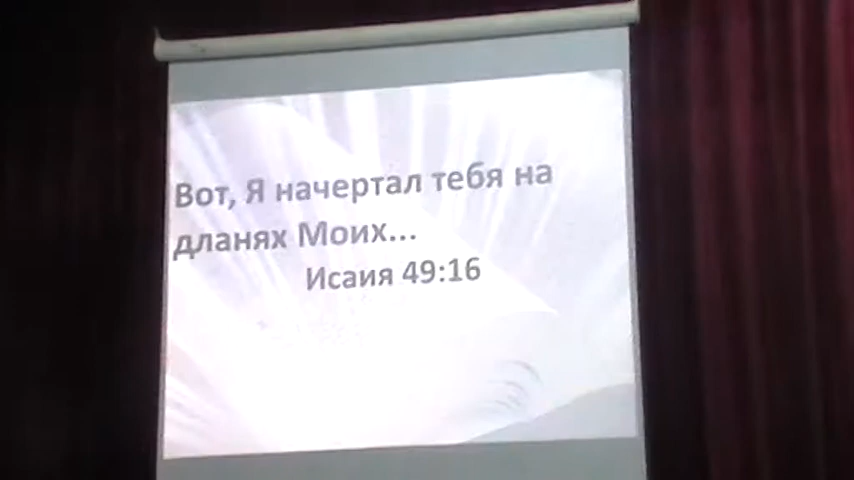 Вот, Я начертал тебя на
дланях Моих...
Исаия 49:16